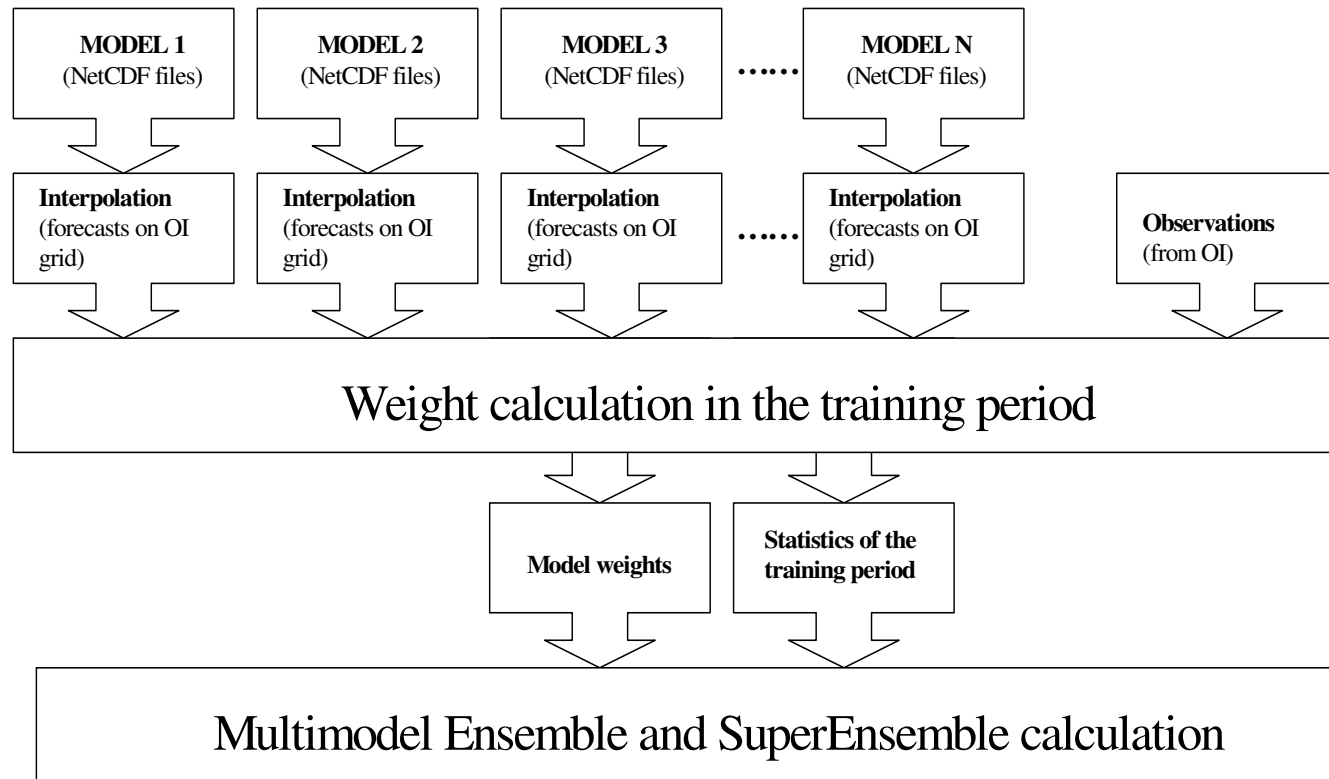 MODEL 1
(NetCDF files)
MODEL 2
(NetCDF files)
MODEL 3
(NetCDF files)
……
MODEL N
(NetCDF files)
Interpolation
(forecasts on OI
grid)
Interpolation
(forecasts on OI
grid)
Interpolation
(forecasts on OI
grid)
……
Interpolation
(forecasts on OI
grid)
Observations
(from OI)
Weight calculation in the training period
Model weights
Statistics of the
training period
Multimodel Ensemble and SuperEnsemble calculation